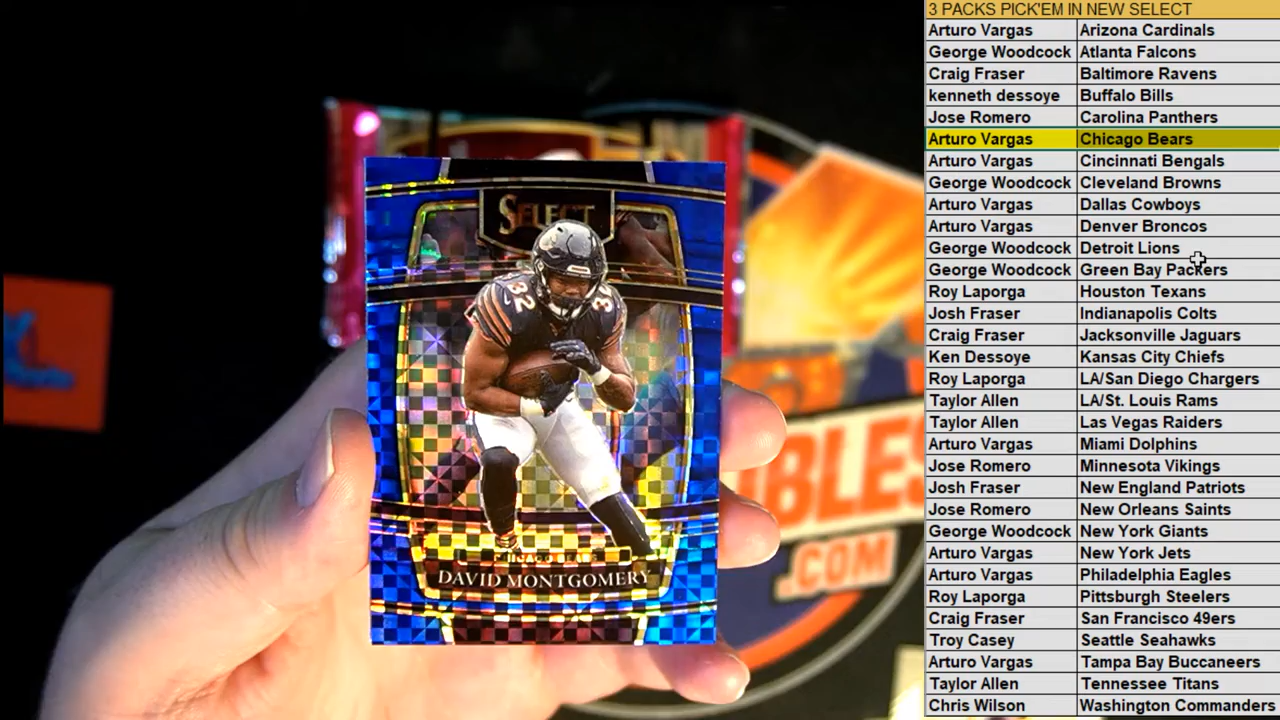 3 PACKS PICK'EM IN NEW SELECT
Arturo Vargas Arizona Cardinals
George Woodcock Atlanta Falcons
Craig Fraser Baltimore Ravens
kenneth dessoye Buffalo Bills
Jose Romero Carolina Panthers
Arturo Vargas Chicago Bears
Arturo Vargas Cincinnati Bengals
George Woodcock Cleveland Browns
Arturo Vargas Dallas Cowboys
Arturo Vargas Denver Broncos
George Woodcock Detroit Lions
George Woodcock Green Bay Packers
Roy Laporga Houston Texans
Josh Fraser Indianapolis Colts
Craig Fraser Jacksonville Jaguars
Ken Dessoye Kansas City Chiefs
Roy Laporga LA/San Diego Chargers
Taylor Allen LA/St. Louis Rams
Taylor Allen Las Vegas Raiders
Arturo Vargas Miami Dolphins
Jose Romero Minnesota Vikings
Josh Fraser New England Patriots
Jose Romero New Orleans Saints
George Woodcock New York Giants
Arturo Vargas New York Jets
Arturo Vargas Philadelphia Eagles
Roy Laporga Pittsburgh Steelers
Craig Fraser San Francisco 49ers
Troy Casey Seattle Seahawks
Arturo Vargas Tampa Bay Buccaneers
Taylor Allen Tennessee Titans
Chris Wilson Washington Commanders
SELECT
32
CHICAGO BEARS
DAVID MONTGOMERY
.COM